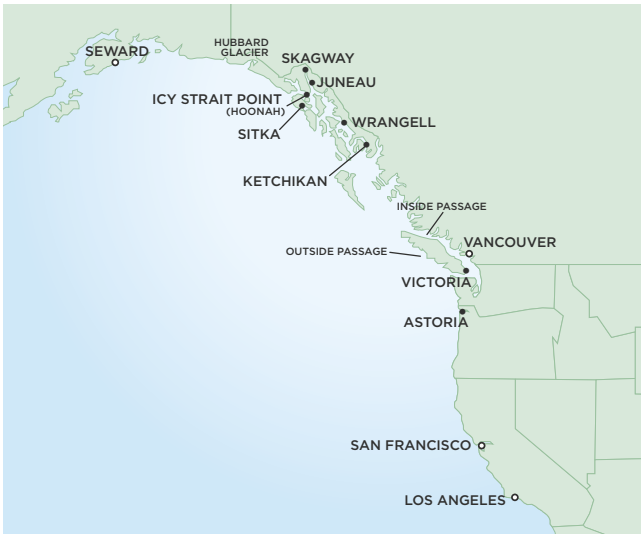 HUBBARD
GLACIER
SEWARD
SKAGWAY
JUNEAU
ICY STRAIT POINT
(HOONAH)
SITKA
WRANGELL
KETCHIKAN
INSIDE PASSAGE
VANCOUVER
OUTSIDE PASSAGE
VICTORIA
ASTORIA
SAN FRANCISCO
LOS ANGELES